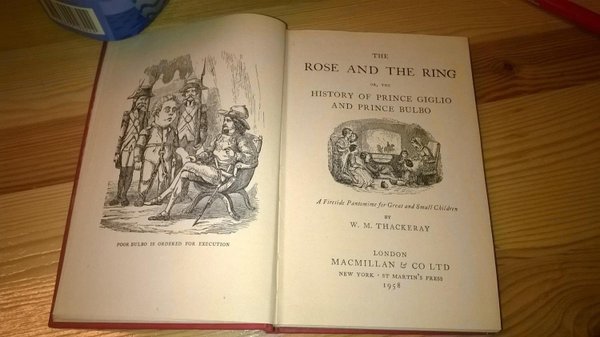 POOR BULBO IS ORDERED FOR EXECUTION
THE
ROSE AND THE RING
OR, THE
HISTORY OF PRINCE GIGLIO
AND PRINCE BULBO
A Fireside Pantomime for Great and Small Children
BY
W. M. THACKERAY
LONDON
MACMILLAN & CO LTD
NEW YORK · ST MARTIN'S PRESS
1958